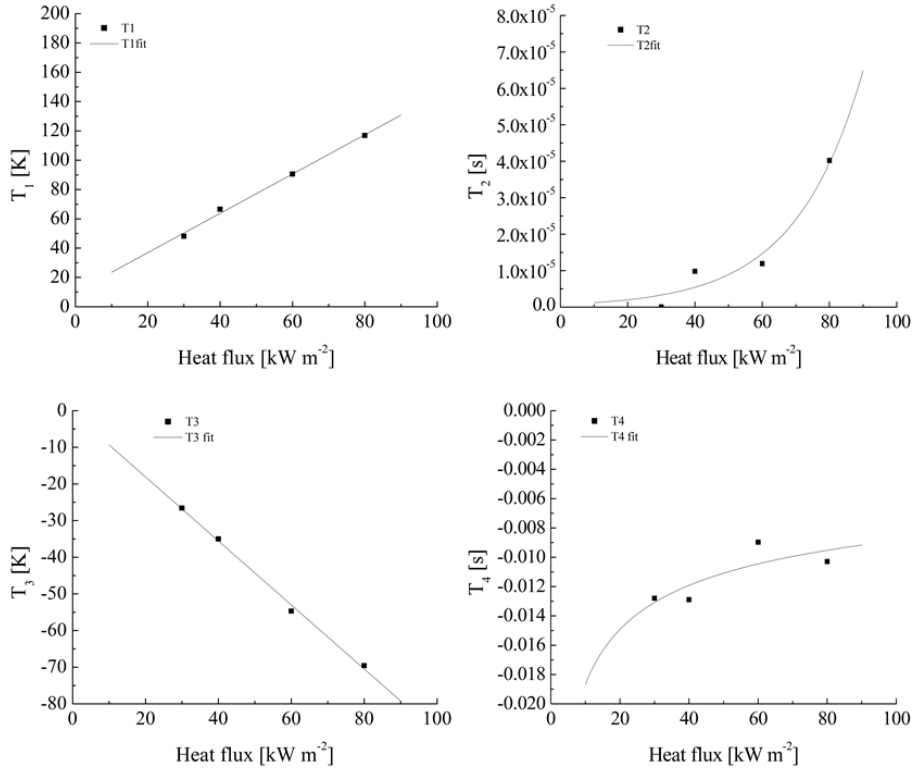 200
180
160
140
120
100
80
60
40
20
0
T1
T1fit
T₁ [K]
0 20 40 60 80 100
Heat flux [kW m⁻²]
8.0x10⁻⁵
7.0x10⁻⁵
6.0x10⁻⁵
5.0x10⁻⁵
4.0x10⁻⁵
3.0x10⁻⁵
2.0x10⁻⁵
1.0x10⁻⁵
0.0
T2
T2fit
T₂ [s]
0 20 40 60 80 100
Heat flux [kW m⁻²]
0
-10
-20
-30
-40
-50
-60
-70
-80
T3
T3 fit
T₃ [K]
0 20 40 60 80 100
Heat flux [kW m⁻²]
0.000
-0.002
-0.004
-0.006
-0.008
-0.010
-0.012
-0.014
-0.016
-0.018
-0.020
T4
T4 fit
T₄ [s]
0 20 40 60 80 100
Heat flux [kW m⁻²]